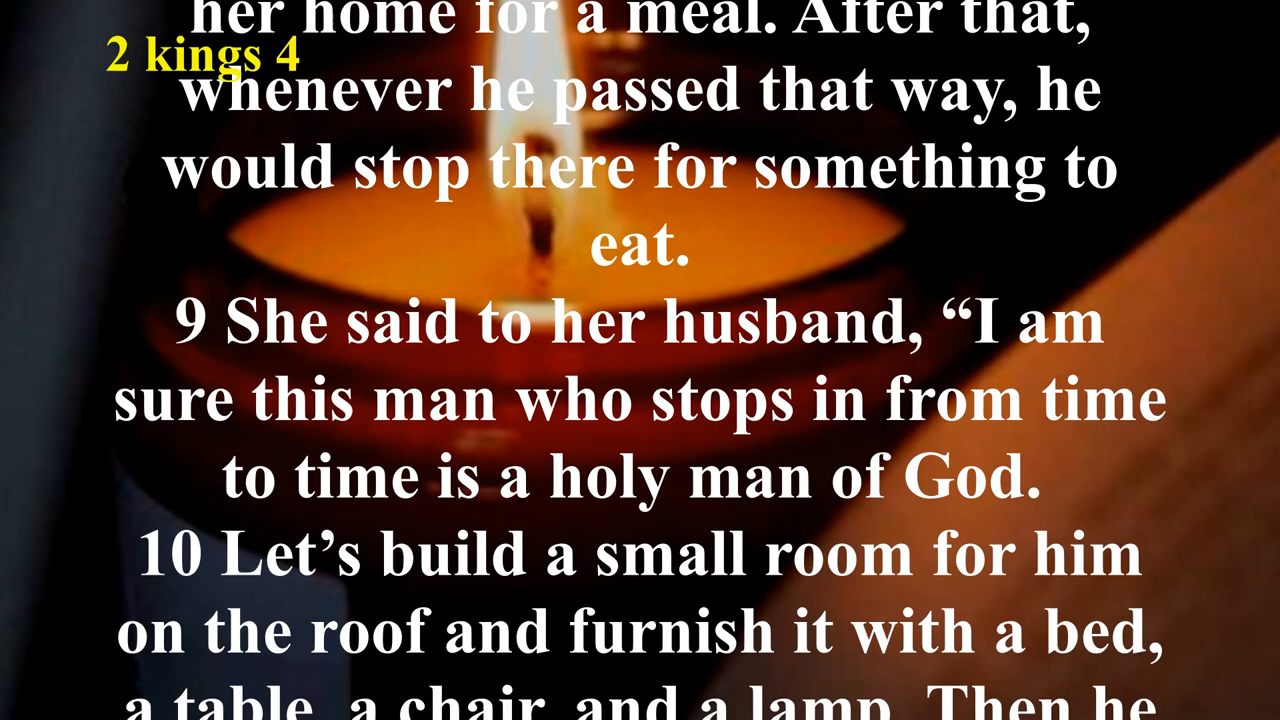 her home for a meal. After that,
2 kings 4
whenever he passed that way, he
would stop there for something to
eat.
9 She said to her husband, “I am
sure this man who stops in from time
to time is a holy man of God.
10 Let’s build a small room for him
on the roof and furnish it with a bed,
a table, a chair, and a lamp. Then he